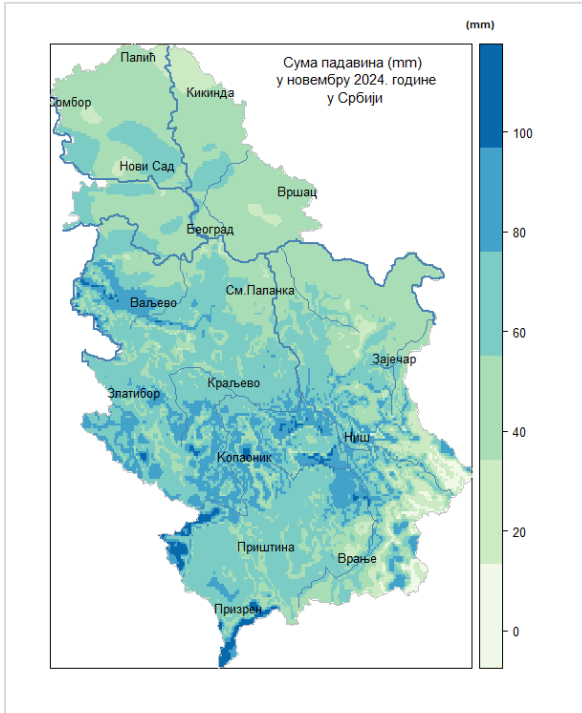 (mm)
Сума падавина (mm)
у новембру 2024. године
у Србији
Палић
Кикинда
Сомбор
Нови Сад
Вршац
Београд
См.Паланка
Ваљево
Зајечар
Краљево
Златибор
Ниш
Копаоник
Приштина
Врање
Призрен
100
80
60
40
20
0